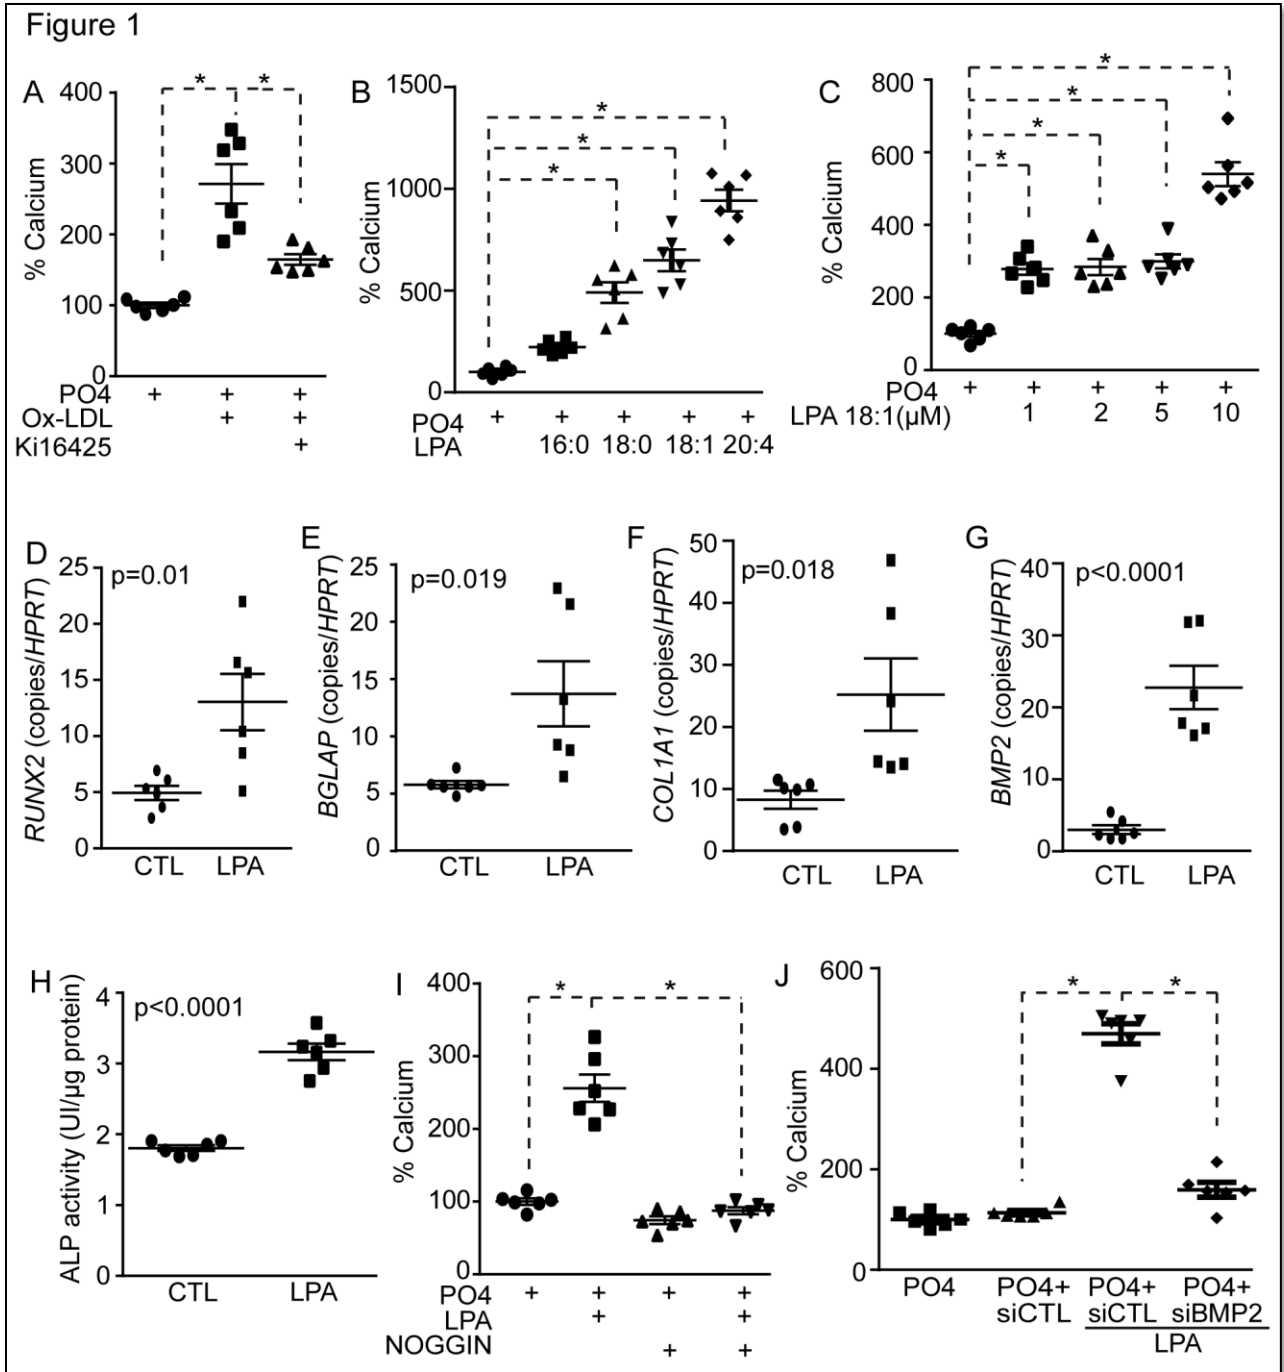 Figure 1
A
% Calcium
400
300
200
100
0
* *
PO4 + + +
Ox-LDL + +
Ki16425 +
B
% Calcium
1500
1000
500
0
*
*
*
PO4 + + + + +
LPA 16:0 18:0 18:1 20:4
C
% Calcium
800
600
400
200
0
*
*
*
*
PO4 + + + + +
LPA 18:1(µM) 1 2 5 10
D
RUNX2 (copies/HPRT)
p=0.01
25
20
15
10
5
0
CTL LPA
E
BGLAP (copies/HPRT)
p=0.019
25
20
15
10
5
0
CTL LPA
F
COL1A1 (copies/HPRT)
p=0.018
50
40
30
20
10
0
CTL LPA
G
BMP2 (copies/HPRT)
p<0.0001
40
30
20
10
0
CTL LPA
H
ALP activity (UI/µg protein)
p<0.0001
4
3
2
1
0
CTL LPA
I
% Calcium
400
300
200
100
0
* *
PO4 + + + +
LPA + +
NOGGIN + +
J
% Calcium
600
400
200
0
* *
PO4 PO4+ PO4+ PO4+
siCTL siCTL siBMP2
LPA